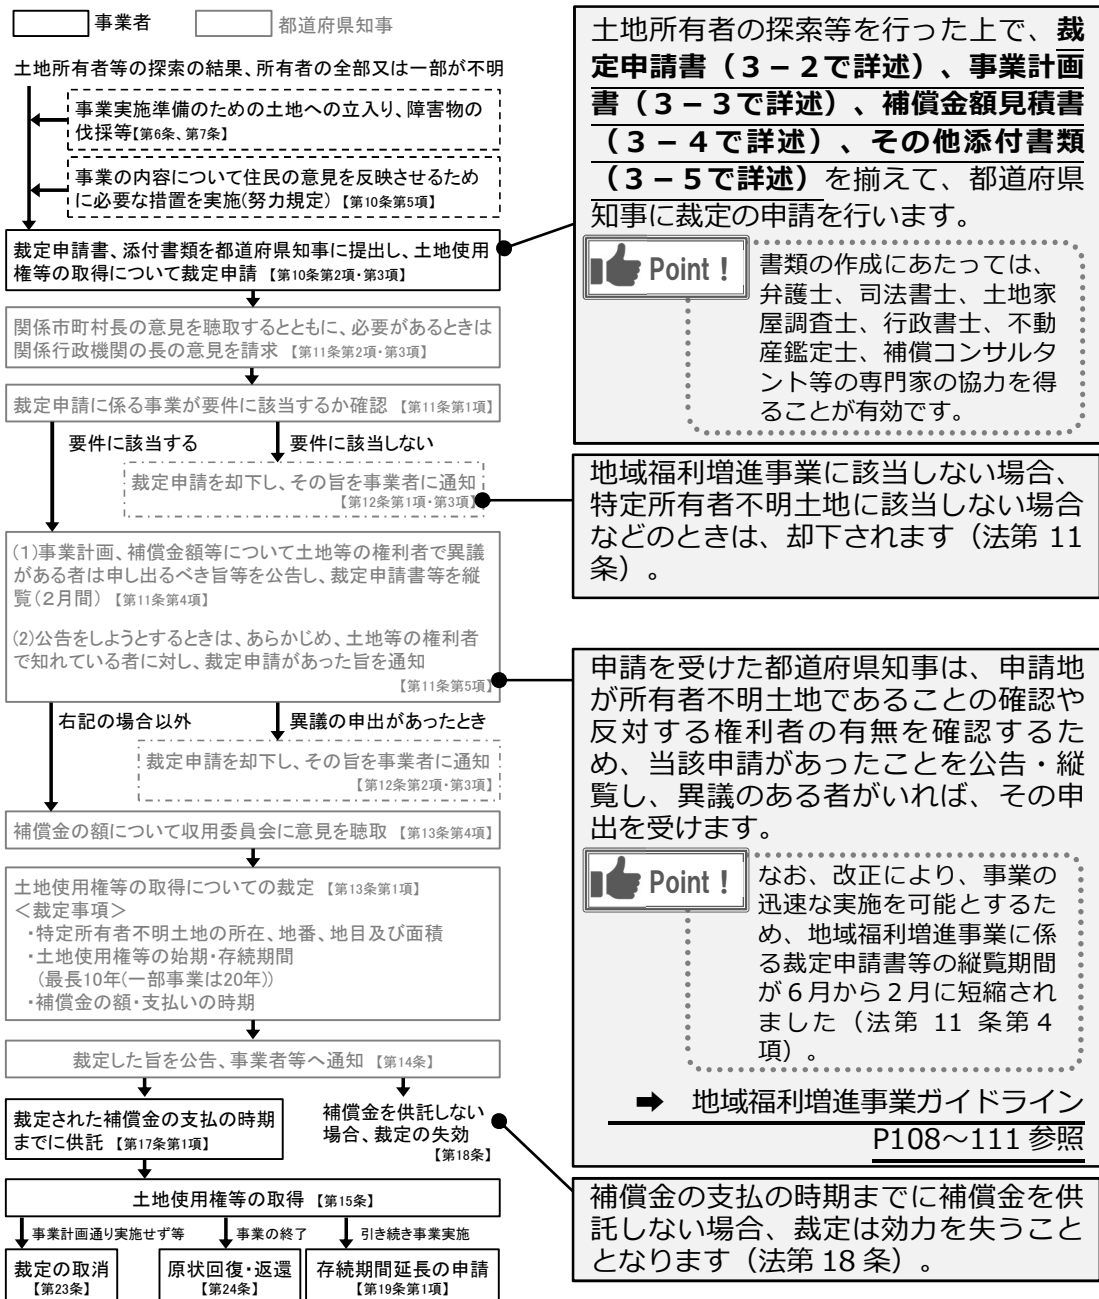 事業者
都道府県知事
土地所有者等の探索の結果、所有者の全部又は一部が不明
事業実施準備のための土地への立入り、障害物の
伐採等【第6条、第7条】
事業の内容について住民の意見を反映させるため
に必要な措置を実施(努力規定)【第10条第5項】
裁定申請書、添付書類を都道府県知事に提出し、土地使用
権等の取得について裁定申請【第10条第2項・第3項】
関係市町村長の意見を聴取するとともに、必要があるときは
関係行政機関の長の意見を請求【第11条第2項・第3項】
裁定申請に係る事業が要件に該当するか確認【第11条第1項】
要件に該当する
要件に該当しない
裁定申請を却下し、その旨を事業者に通知
【第12条第1項・第3項】
(1)事業計画、補償金額等について土地等の権利者で異議
がある者は申し出るべき旨等を公告し、裁定申請書等を縦
覧(2月間)【第11条第4項】
(2)公告をしようとするときは、あらかじめ、土地等の権利者
で知れている者に対し、裁定申請があった旨を通知
【第11条第5項】
右記の場合以外
異議の申出があったとき
裁定申請を却下し、その旨を事業者に通知
【第12条第2項・第3項】
補償金の額について収用委員会に意見を聴取【第13条第4項】
土地使用権等の取得についての裁定【第13条第1項】
<裁定事項>
・特定所有者不明土地の所在、地番、地目及び面積
・土地使用権等の始期・存続期間
(最長10年(一部事業は20年))
・補償金の額・支払いの時期
裁定した旨を公告、事業者等へ通知【第14条】
裁定された補償金の支払の時期
までに供託【第17条第1項】
補償金を供託しない
場合、裁定の失効
【第18条】
土地使用権等の取得【第15条】
事業計画通り実施せず等
事業の終了
引き続き事業実施
裁定の取消
【第23条】
原状回復・返還
【第24条】
存続期間延長の申請
【第19条第1項】
土地所有者の探索等を行った上で、裁
定申請書(3-2で詳述)、事業計画
書(3-3で詳述)、補償金額見積書
(3-4で詳述)、その他添付書類
(3-5で詳述)を揃えて、都道府県
知事に裁定の申請を行います。
Point!
書類の作成にあたっては、
弁護士、司法書士、土地家
屋調査士、行政書士、不動
産鑑定士、補償コンサルタ
ント等の専門家の協力を得
ることが有効です。
地域福利増進事業に該当しない場合、
特定所有者不明土地に該当しない場合
などのときは、却下されます(法第 11
条)。
申請を受けた都道府県知事は、申請地
が所有者不明土地であることの確認や
反対する権利者の有無を確認するた
め、当該申請があったことを公告・縦
覧し、異議のある者がいれば、その申
出を受けます。
Point!
なお、改正により、事業の
迅速な実施を可能とするた
め、地域福利増進事業に係
る裁定申請書等の縦覧期間
が6月から2月に短縮され
ました(法第 11 条第4
項)。
➡ 地域福利増進事業ガイドライン
P108~111 参照
補償金の支払の時期までに補償金を供
託しない場合、裁定は効力を失うこと
となります(法第 18 条)。